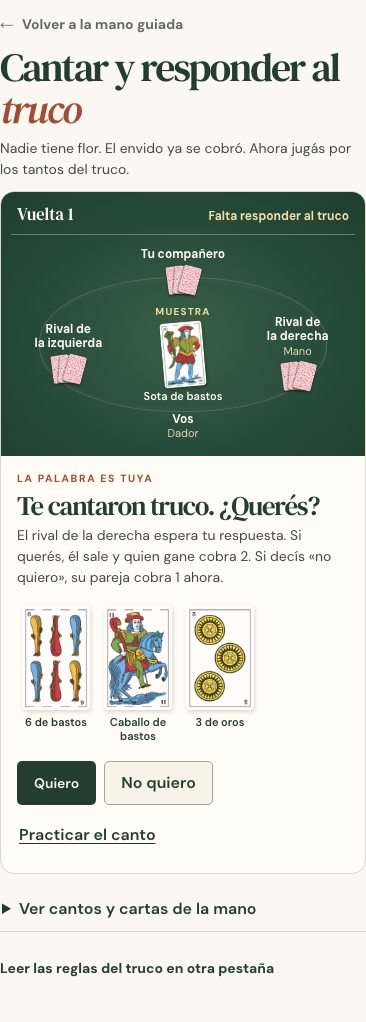 ← Volver a la mano guiada
Cantar y responder al
truco
Nadie tiene flor. El envido ya se cobró. Ahora jugás por
los tantos del truco.
Vuelta 1
Falta responder al truco
Tu compañero
MUESTRA
Rival de
la izquierda
Rival de
la derecha
Mano
Sota de bastos
Vos
Dador
LA PALABRA ES TUYA
Te cantaron truco. ¿Querés?
El rival de la derecha espera tu respuesta. Si
querés, él sale y quien gane cobra 2. Si decís «no
quiero», su pareja cobra 1 ahora.
6
11
3
6 de bastos
Caballo de
bastos
3 de oros
Quiero
No quiero
Practicar el canto
▶ Ver cantos y cartas de la mano
Leer las reglas del truco en otra pestaña